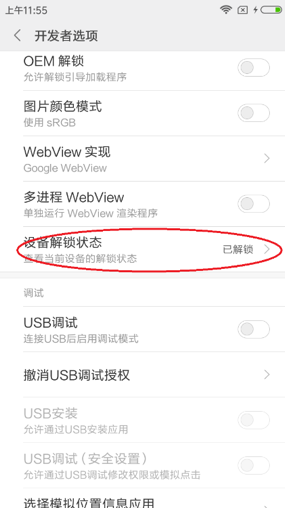 上午11:55
开发者选项
OEM 解锁
允许解锁引导加载程序
图片颜色模式
使用 sRGB
WebView 实现
Google WebView
多进程 WebView
单独运行 WebView 渲染程序
设备解锁状态
已解锁
查看当前设备的解锁状态
调试
USB调试
连接USB后启用调试模式
撤消USB调试授权
USB安装
允许通过USB安装应用
USB调试（安全设置）
允许通过USB调试修改权限或模拟点击
选择模拟位置信息应用